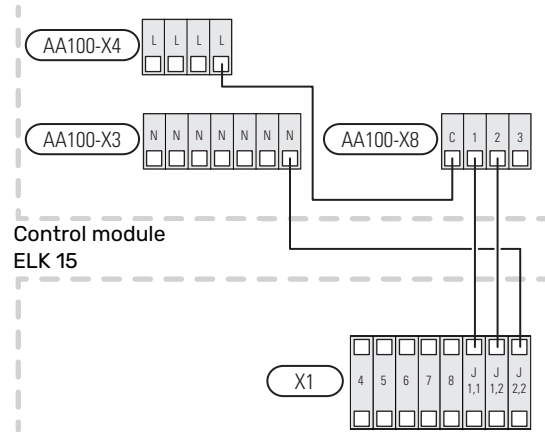 AA100-X4 L L L L
AA100-X3 N N N N N N N AA100-X8 C 1 2 3
Control module
ELK 15
X1 4 5 6 7 8 J 1,1 J 1,2 J 2,2